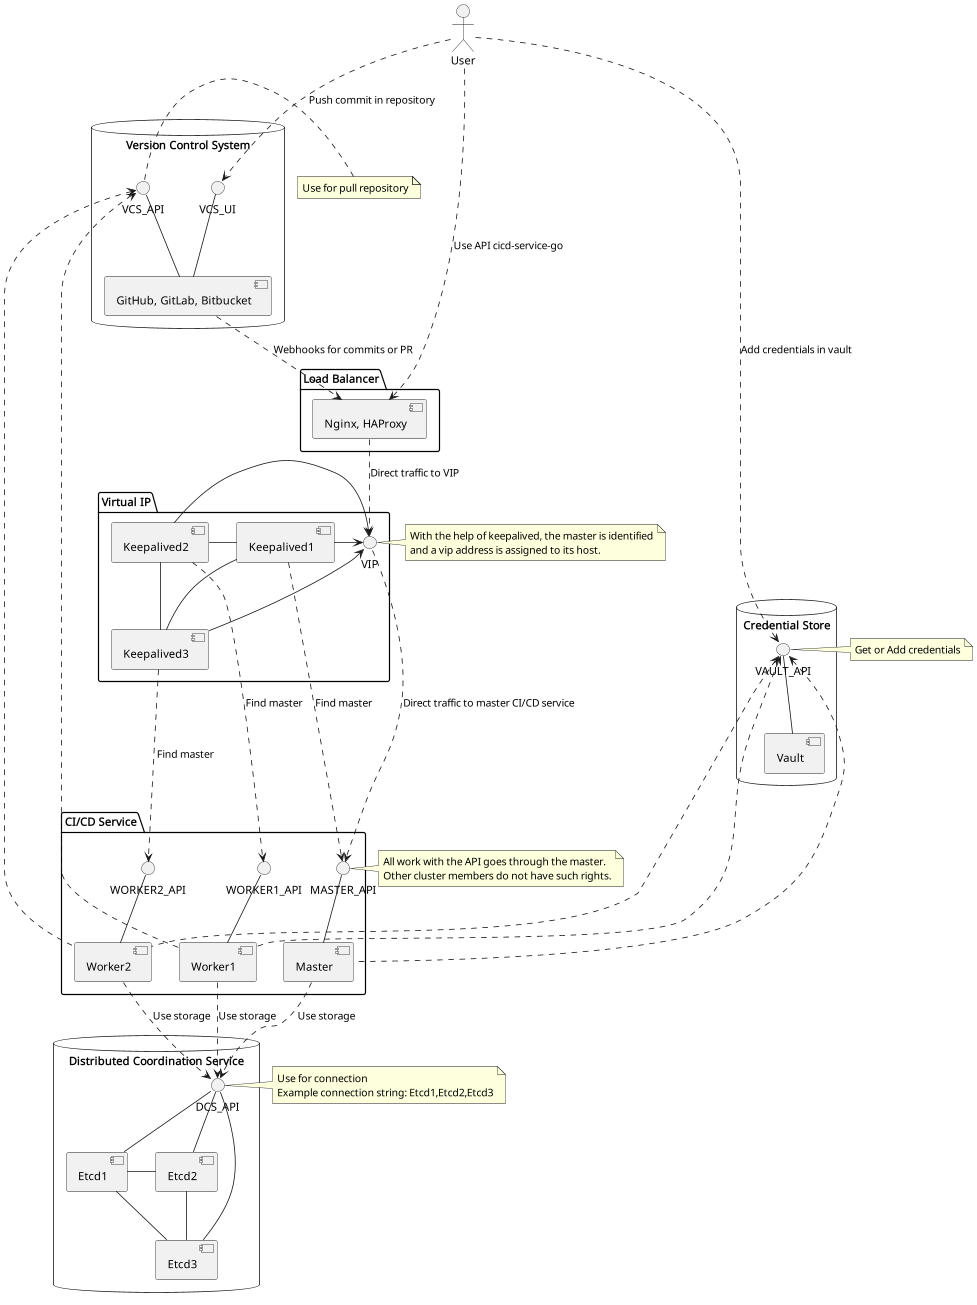 User
Push commit in repository
Version Control System
Use for pull repository
VCS_API
VCS_UI
Use API cicd-service-go
GitHub, GitLab, Bitbucket
Webhooks for commits or PR
Add credentials in vault
Load Balancer
Nginx, HAProxy
Direct traffic to VIP
Virtual IP
Keepalived2
Keepalived1
VIP
With the help of keepalived, the master is identified
and a vip address is assigned to its host.
Keepalived3
Credential Store
VAULT_API
Get or Add credentials
Vault
Find master
Find master
Find master
Direct traffic to master CI/CD service
CI/CD Service
WORKER2_API
WORKER1_API
MASTER_API
All work with the API goes through the master.
Other cluster members do not have such rights.
Worker2
Worker1
Master
Use storage
Use storage
Use storage
Distributed Coordination Service
DCS_API
Use for connection
Example connection string: Etcd1,Etcd2,Etcd3
Etcd1
Etcd2
Etcd3